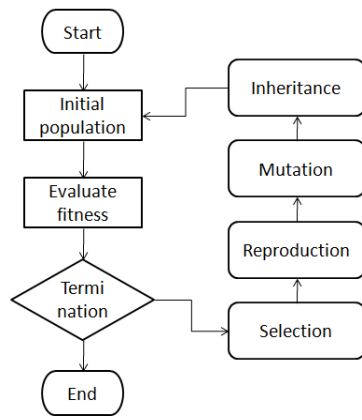 Start
Initial
population
Evaluate
fitness
Termi
nation
End
Inheritance
Mutation
Reproduction
Selection